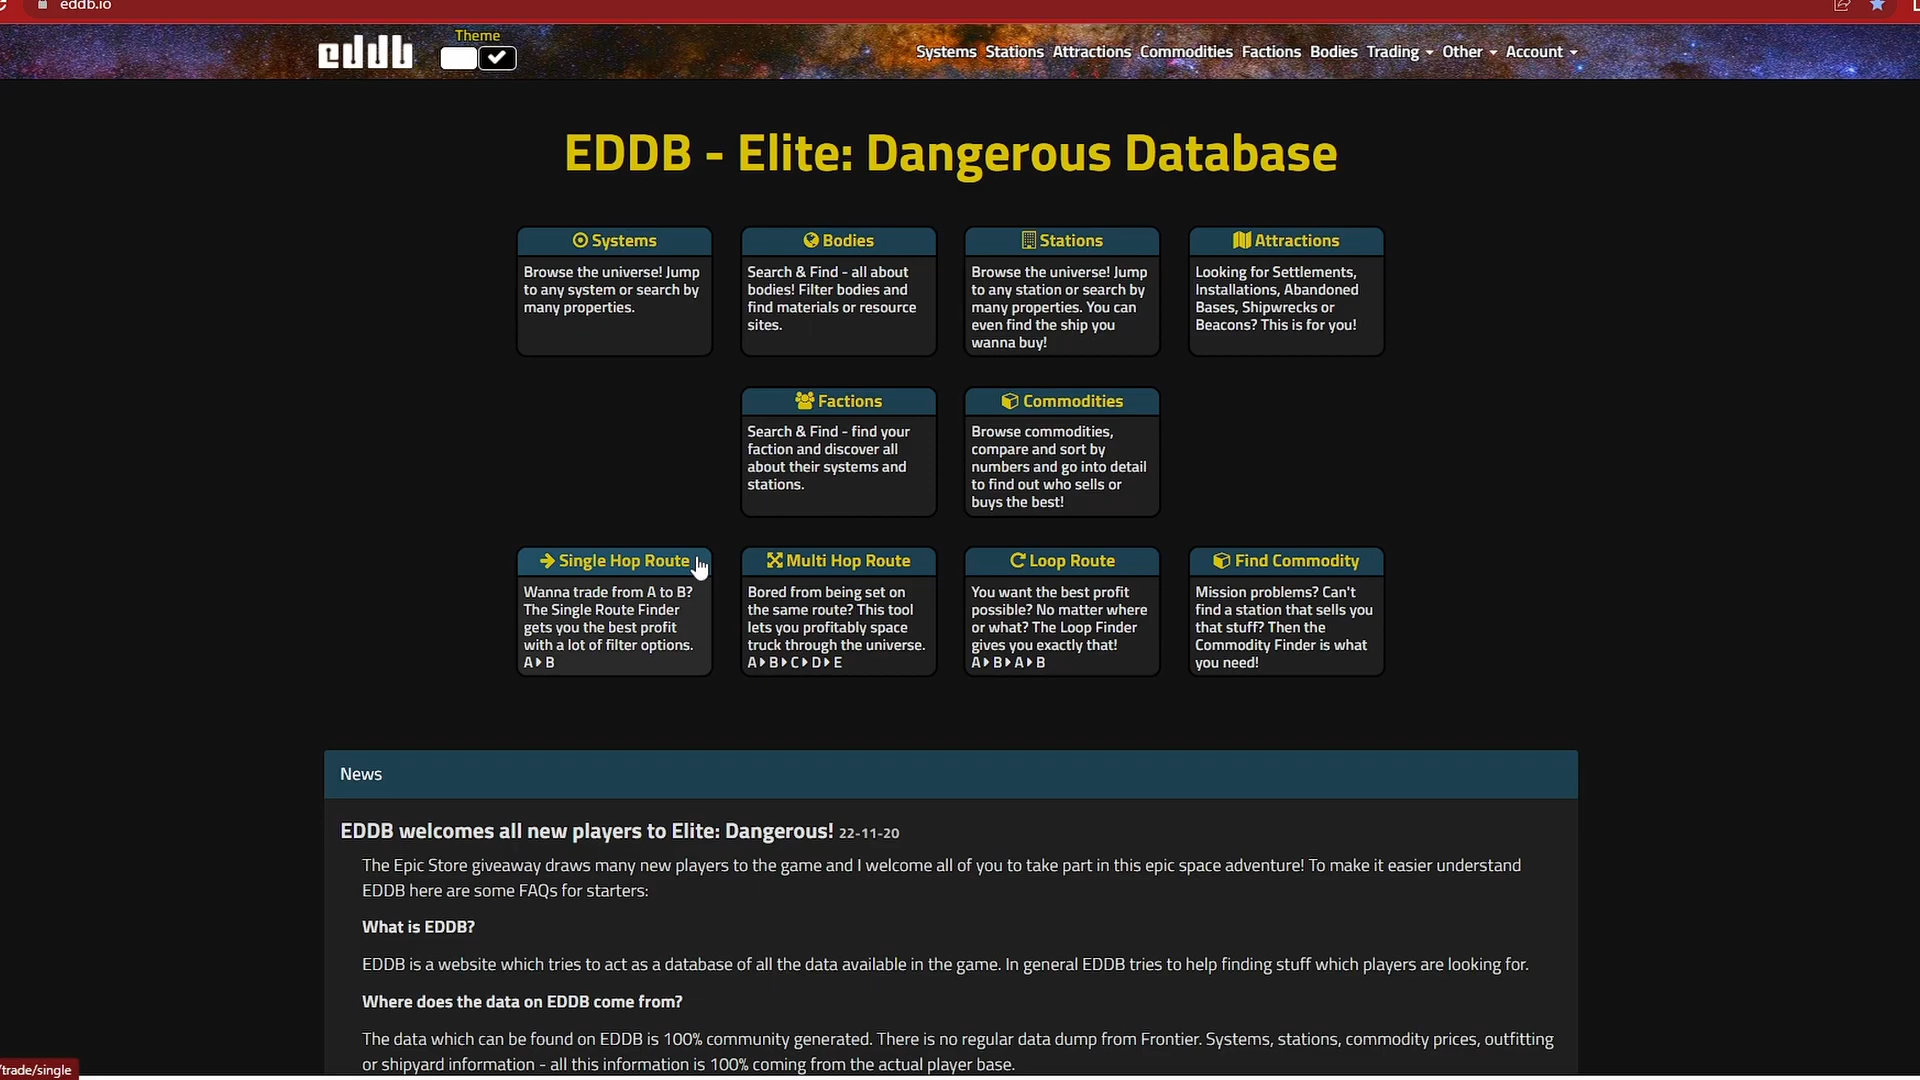 eddb.io
eddb
Theme
Systems Stations Attractions Commodities Factions Bodies Trading Other Account
EDDB - Elite: Dangerous Database
Systems
Browse the universe! Jump
to any system or search by
many properties.
Bodies
Search & Find - all about
bodies! Filter bodies and
find materials or resource
sites.
Stations
Browse the universe! Jump
to any station or search by
many properties. You can
even find the ship you
wanna buy!
Attractions
Looking for Settlements,
Installations, Abandoned
Bases, Shipwrecks or
Beacons? This is for you!
Factions
Search & Find - find your
faction and discover all
about their systems and
stations.
Commodities
Browse commodities,
compare and sort by
numbers and go into detail
to find out who sells or
buys the best!
Single Hop Route
Wanna trade from A to B?
The Single Route Finder
gets you the best profit
with a lot of filter options.
A▸B
Multi Hop Route
Bored from being set on
the same route? This tool
lets you profitably space
truck through the universe.
A▸B▸C▸D▸E
Loop Route
You want the best profit
possible? No matter where
or what? The Loop Finder
gives you exactly that!
A▸B▸A▸B
Find Commodity
Mission problems? Can't
find a station that sells you
that stuff? Then the
Commodity Finder is what
you need!
News
EDDB welcomes all new players to Elite: Dangerous! 22-11-20
The Epic Store giveaway draws many new players to the game and I welcome all of you to take part in this epic space adventure! To make it easier understand
EDDB here are some FAQs for starters:
What is EDDB?
EDDB is a website which tries to act as a database of all the data available in the game. In general EDDB tries to help finding stuff which players are looking for.
Where does the data on EDDB come from?
The data which can be found on EDDB is 100% community generated. There is no regular data dump from Frontier. Systems, stations, commodity prices, outfitting
or shipyard information - all this information is 100% coming from the actual player base.
/trade/single